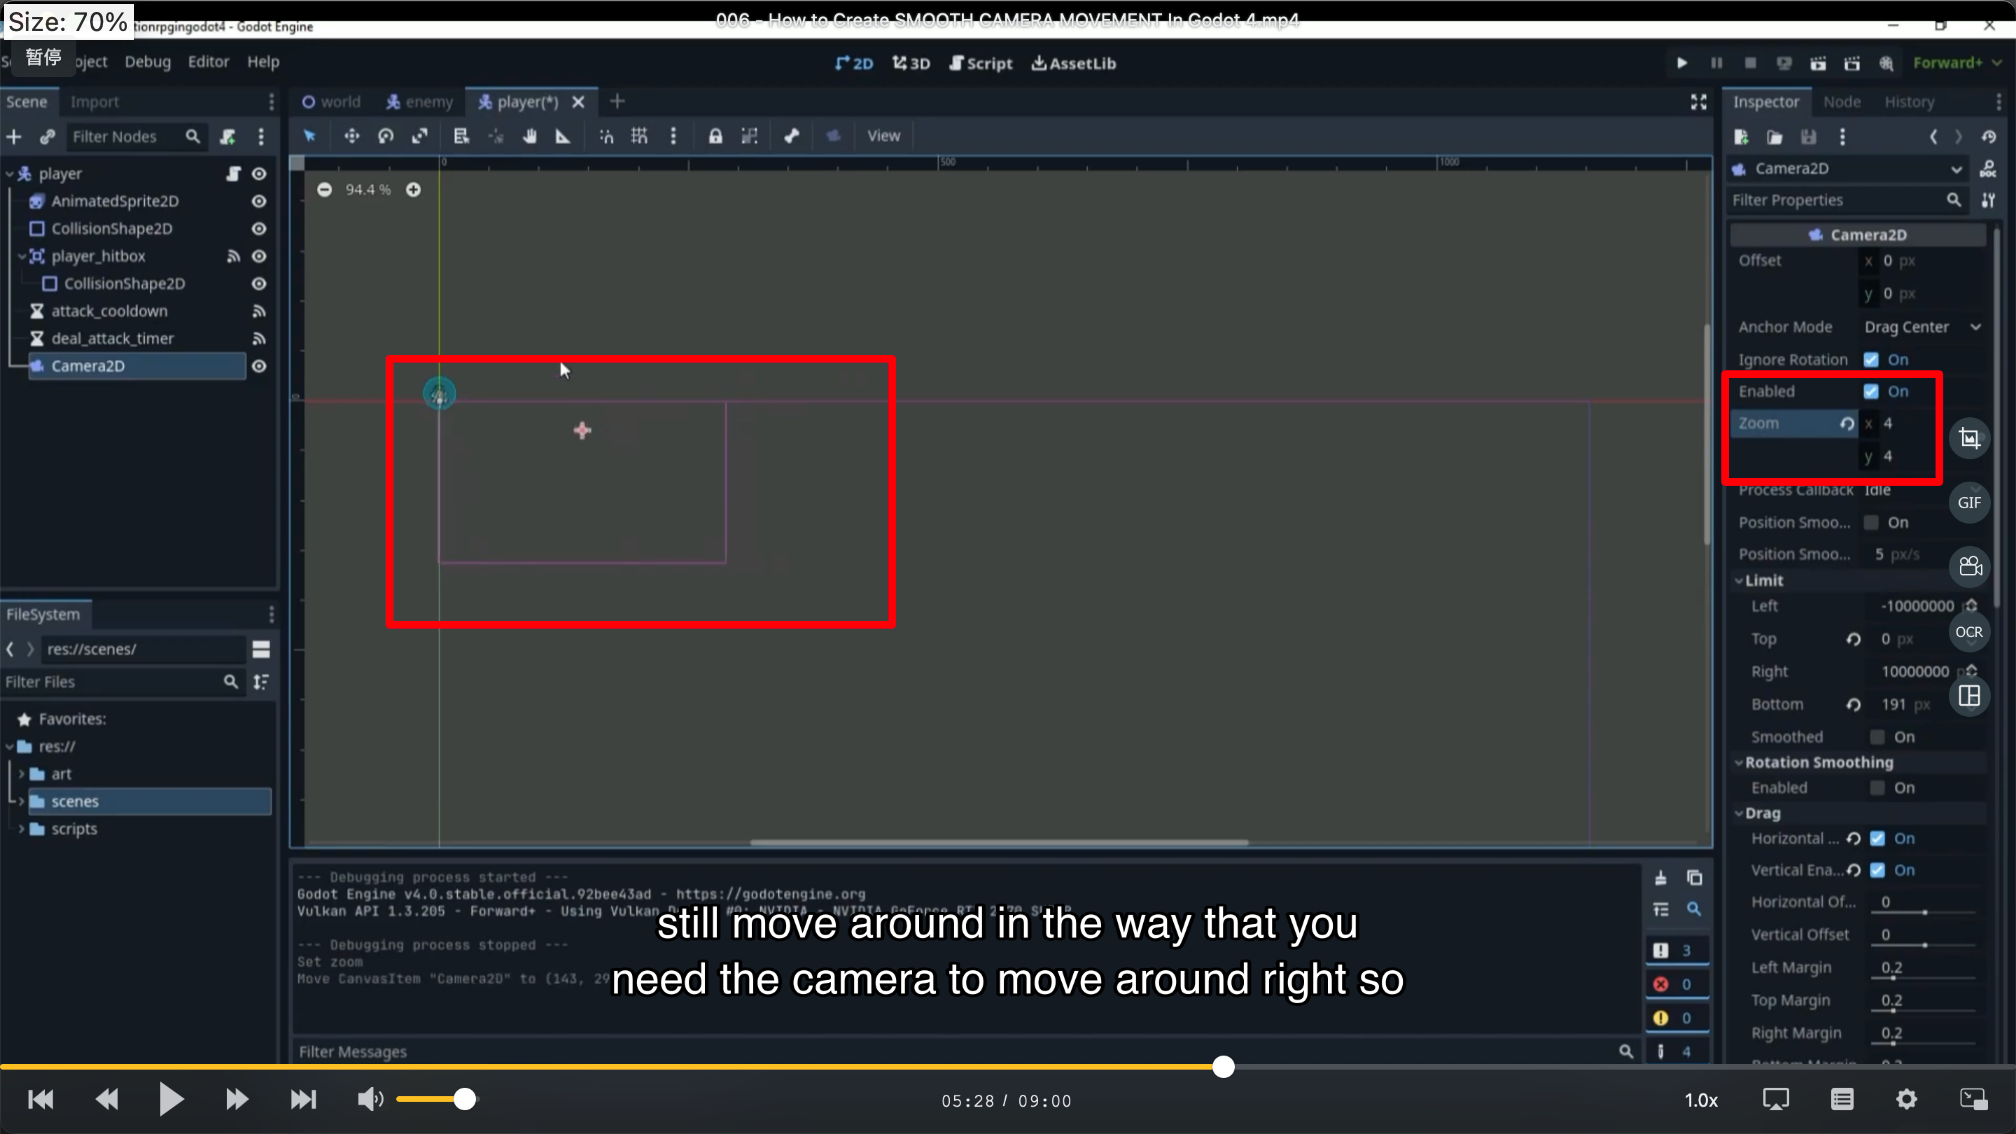 Size: 70%
暂停
tionrpgingodot4 - Godot Engine
006 - How to Create SMOOTH CAMERA MOVEMENT In Godot 4.mp4
oject Debug Editor Help
2D 3D Script AssetLib
Forward+
Scene Import
world enemy player(*)
Inspector Node History
Filter Nodes
View
player
AnimatedSprite2D
CollisionShape2D
player_hitbox
CollisionShape2D
attack_cooldown
deal_attack_timer
Camera2D
0 500 1000
94.4 %
0
Camera2D
Filter Properties
Camera2D
Offset x 0 px
y 0 px
Anchor Mode Drag Center
Ignore Rotation On
Enabled On
Zoom x 4
y 4
Process Callback Idle
Position Smoo... On
Position Smoo... 5 px/s
Limit
Left -10000000
Top 0 px
Right 10000000
Bottom 191 px
Smoothed On
Rotation Smoothing
Enabled On
Drag
Horizontal ... On
Vertical Ena... On
Horizontal Of... 0
Vertical Offset 0
Left Margin 0.2
Top Margin 0.2
Right Margin 0.2
GIF
OCR
FileSystem
res://scenes/
Filter Files
Favorites:
res://
art
scenes
scripts
--- Debugging process started ---
Godot Engine v4.0.stable.official.92bee43ad - https://godotengine.org
Vulkan API 1.3.205 - Forward+ - Using Vulkan
--- Debugging process stopped ---
Set zoom
Move CanvasItem "Camera2D" to (143, 29
still move around in the way that you
need the camera to move around right so
3
0
0
4
Filter Messages
05:28 / 09:00
1.0x